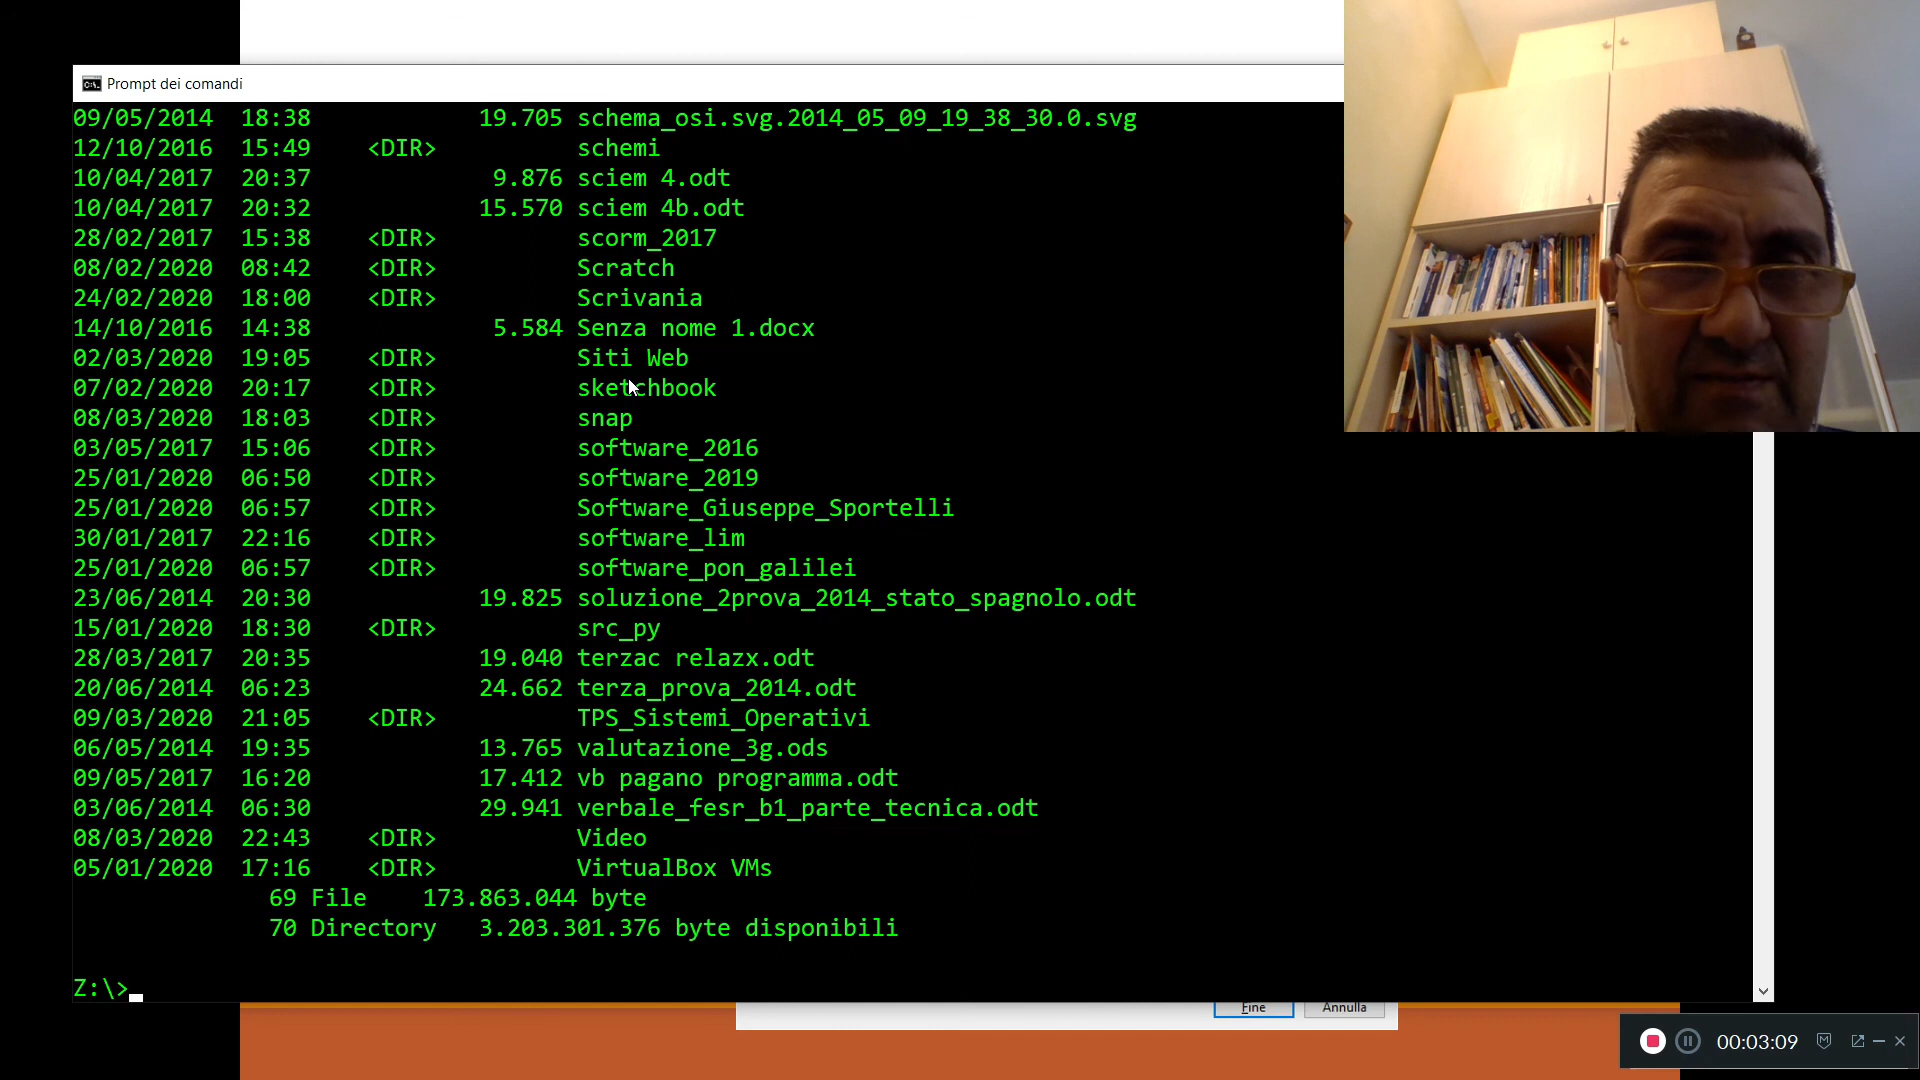 Prompt dei comandi
09/05/2014  18:38            19.705 schema_osi.svg.2014_05_09_19_38_30.0.svg
12/10/2016  15:49    <DIR>          schemi
10/04/2017  20:37             9.876 sciem 4.odt
10/04/2017  20:32            15.570 sciem 4b.odt
28/02/2017  15:38    <DIR>          scorm_2017
08/02/2020  08:42    <DIR>          Scratch
24/02/2020  18:00    <DIR>          Scrivania
14/10/2016  14:38             5.584 Senza nome 1.docx
02/03/2020  19:05    <DIR>          Siti Web
07/02/2020  20:17    <DIR>          sketchbook
08/03/2020  18:03    <DIR>          snap
03/05/2017  15:06    <DIR>          software_2016
25/01/2020  06:50    <DIR>          software_2019
25/01/2020  06:57    <DIR>          Software_Giuseppe_Sportelli
30/01/2017  22:16    <DIR>          software_lim
25/01/2020  06:57    <DIR>          software_pon_galilei
23/06/2014  20:30            19.825 soluzione_2prova_2014_stato_spagnolo.odt
15/01/2020  18:30    <DIR>          src_py
28/03/2017  20:35            19.040 terzac relazx.odt
20/06/2014  06:23            24.662 terza_prova_2014.odt
09/03/2020  21:05    <DIR>          TPS_Sistemi_Operativi
06/05/2014  19:35            13.765 valutazione_3g.ods
09/05/2017  16:20            17.412 vb pagano programma.odt
03/06/2014  06:30            29.941 verbale_fesr_b1_parte_tecnica.odt
08/03/2020  22:43    <DIR>          Video
05/01/2020  17:16    <DIR>          VirtualBox VMs
              69 File    173.863.044 byte
              70 Directory   3.203.301.376 byte disponibili
Z:\>
Fine Annulla
00:03:09